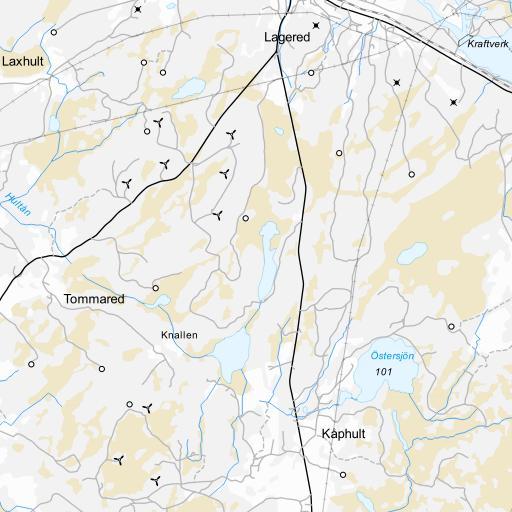 Lagered
Kraftverk
Laxhult
Hultån
Tommared
Knallen
Östersjön
101
Kåphult